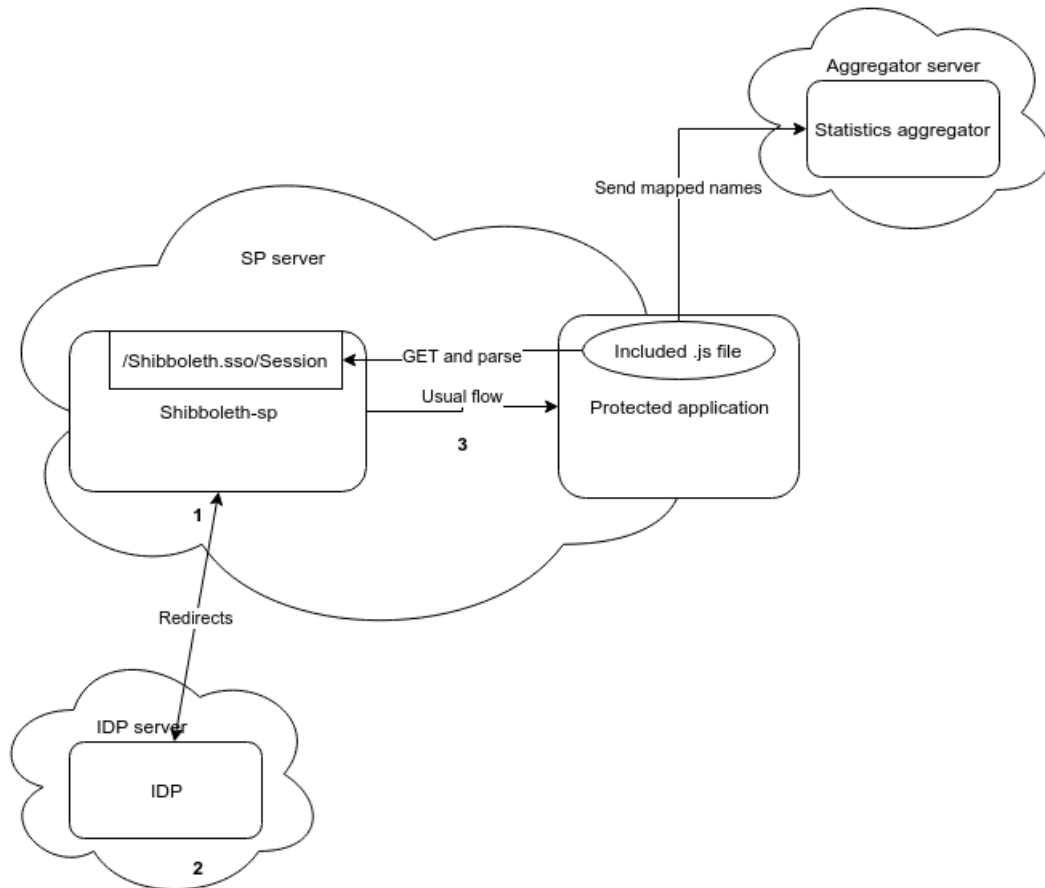 Aggregator server
Statistics aggregator
Send mapped names
SP server
/Shibboleth.sso/Session
GET and parse
Included .js file
Shibboleth-sp
Usual flow
Protected application
3
1
Redirects
IDP server
IDP
2